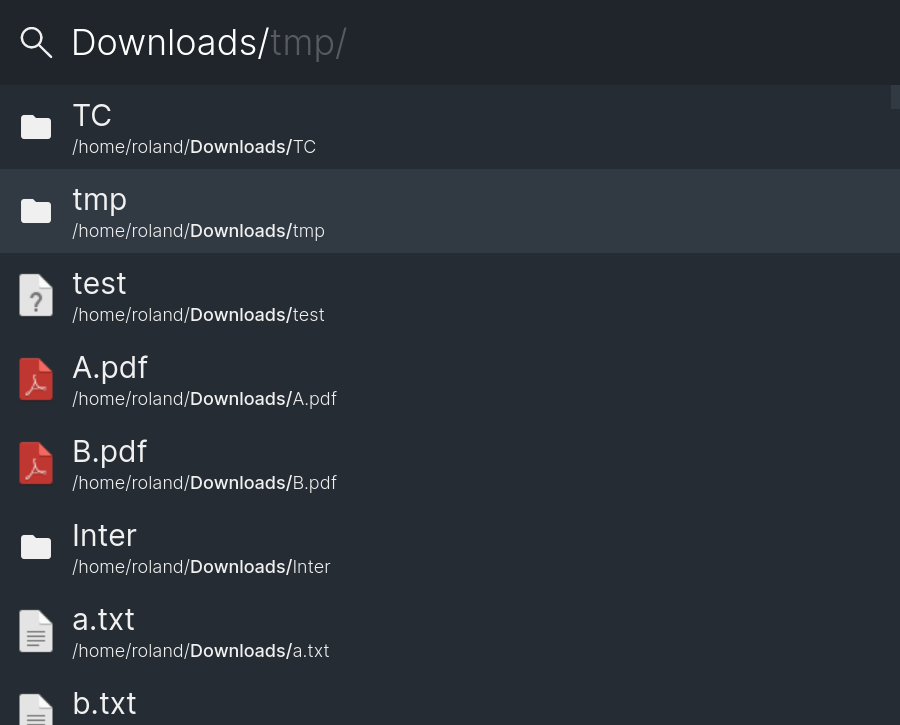 Downloads/tmp/
TC
/home/roland/Downloads/TC
tmp
/home/roland/Downloads/tmp
test
/home/roland/Downloads/test
A.pdf
/home/roland/Downloads/A.pdf
B.pdf
/home/roland/Downloads/B.pdf
Inter
/home/roland/Downloads/Inter
a.txt
/home/roland/Downloads/a.txt
b.txt